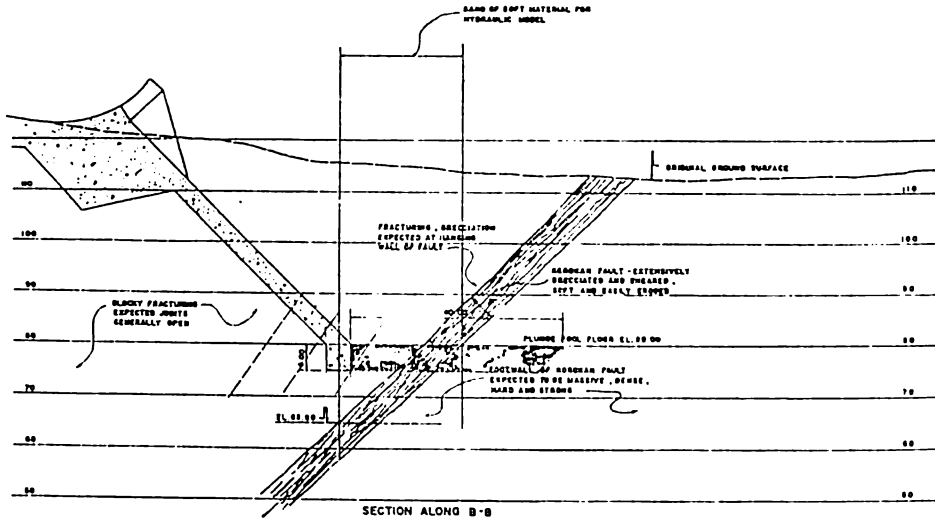 BAND OF SOFT MATERIAL FOR
HYDRAULIC MODEL
ORIGINAL GROUND SURFACE
110
100
100
FRACTURING, BRECCIATION
EXPECTED AT HANGING
WALL OF FAULT
FAULT - EXTENSIVELY
BRECCIATED AND SMEARED,
SOFT AND EASILY ERODED
90
90
BLOCKY FRACTURING
EXPECTED JOINTS
GENERALLY OPEN
80
PLUNGE POOL FLOOR EL. 80.00
80
OF FAULT
EXPECTED TO BE MASSIVE, DENSE,
HARD AND STRONG
70
70
60
60
50
50
SECTION ALONG B-B